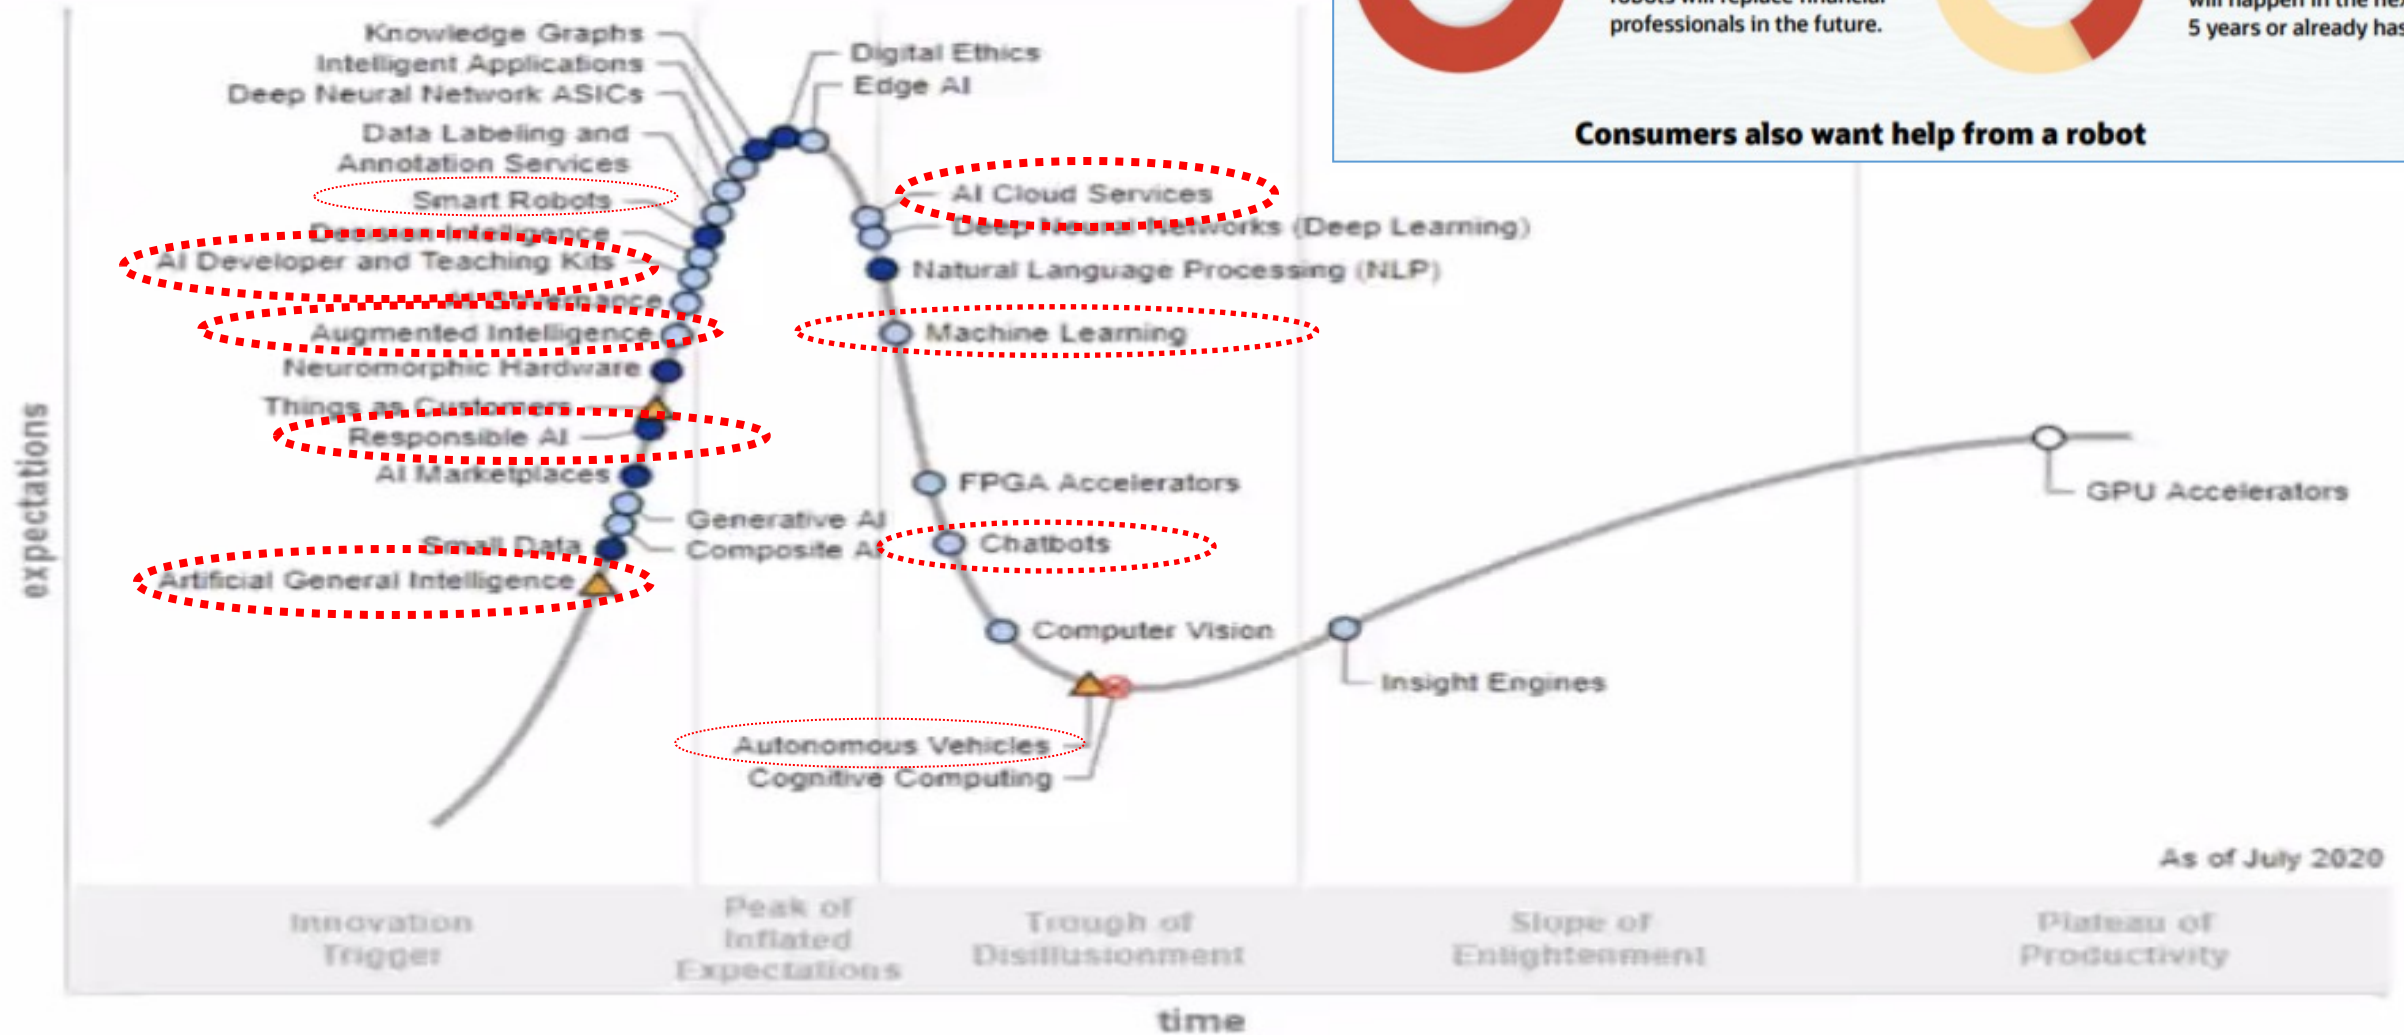 Knowledge Graphs
Intelligent Applications
Deep Neural Network ASICs
Data Labeling and
Annotation Services
Smart Robots
Decision Intelligence
AI Developer and Teaching Kits
AI Governance
Augmented Intelligence
Neuromorphic Hardware
Things as Customers
Responsible AI
AI Marketplaces
Generative AI
Composite AI
Small Data
Artificial General Intelligence
Digital Ethics
Edge AI
AI Cloud Services
Deep Neural Networks (Deep Learning)
Natural Language Processing (NLP)
Machine Learning
FPGA Accelerators
Chatbots
Computer Vision
Autonomous Vehicles
Cognitive Computing
Insight Engines
GPU Accelerators
robots will replace financial
professionals in the future.
will happen in the
5 years or already has
Consumers also want help from a robot
expectations
As of July 2020
Innovation
Trigger
Peak of
Inflated
Expectations
Trough of
Disillusionment
Slope of
Enlightenment
Plateau of
Productivity
time